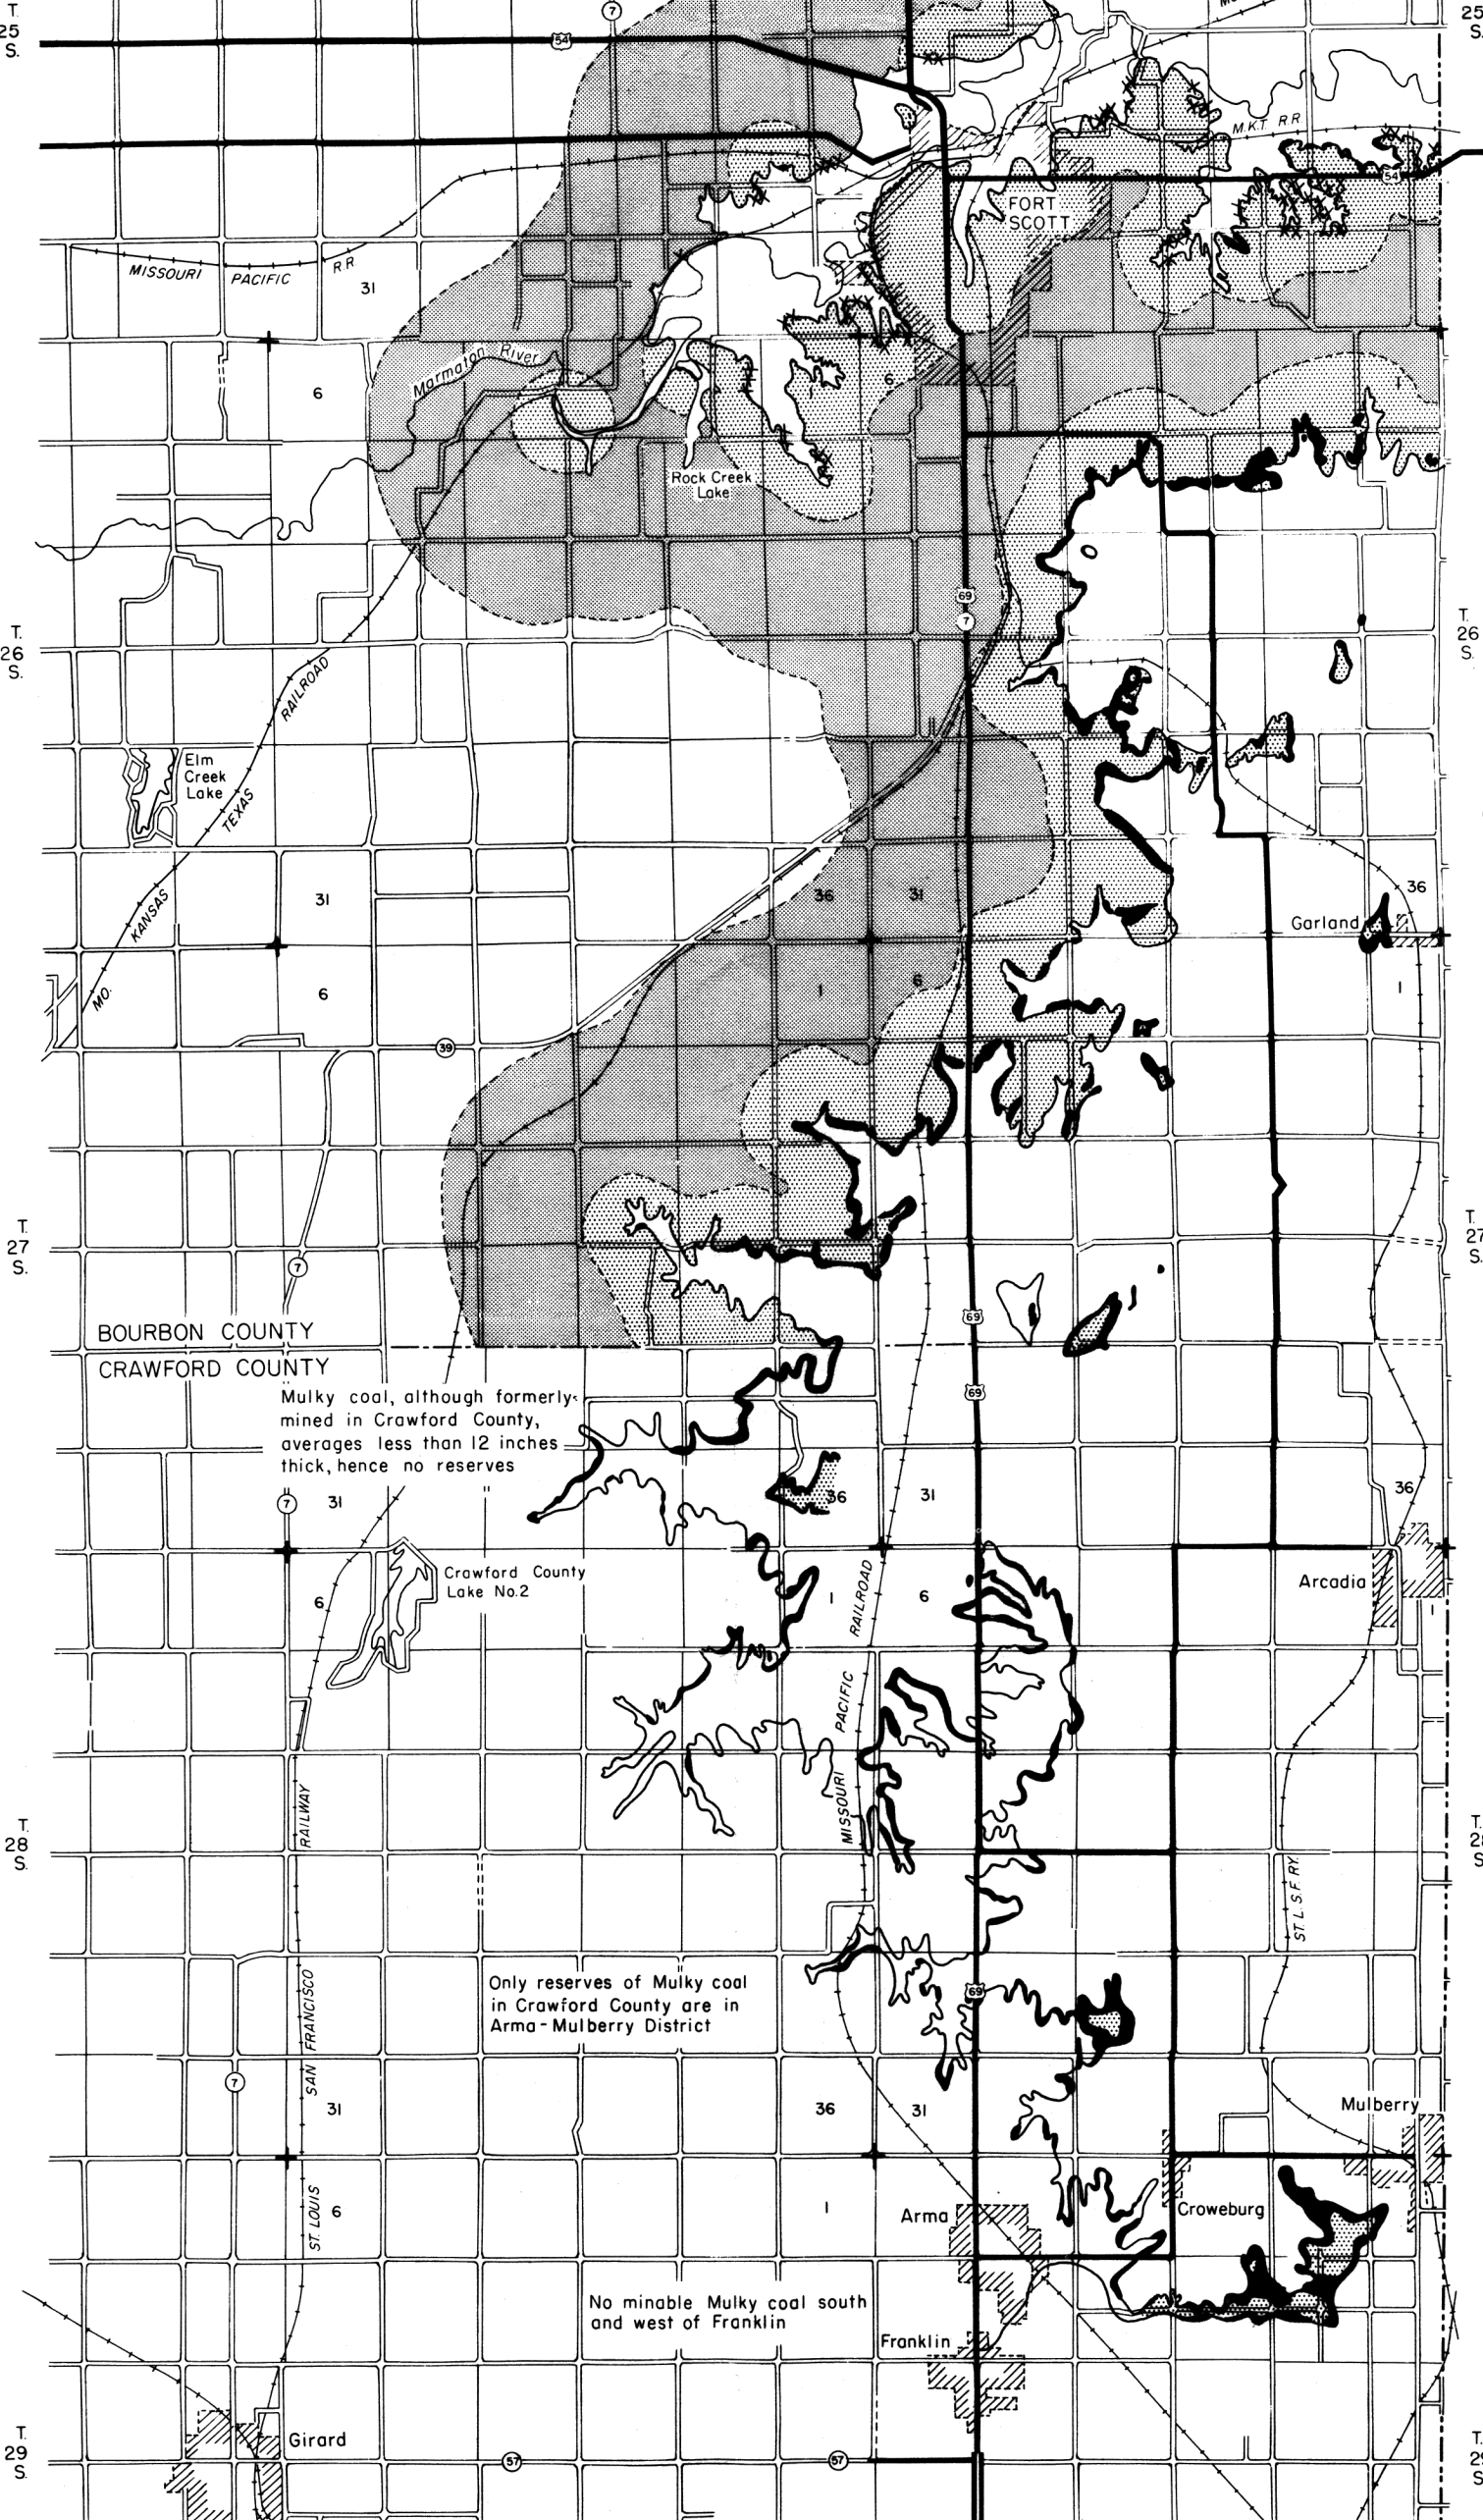 T.
25
S.
7
25
S.
54
M.K.T. R.R.
54
FORT
SCOTT
MISSOURI PACIFIC R.R.
31
Marmaton River
6
6
1
1
Rock Creek
Lake
69
7
T.
26
S.
T.
26
S.
RAILROAD
Elm
Creek
Lake
TEXAS
31
36
31
36
KANSAS
Garland
6
1
6
1
MO.
39
T.
27
S.
T.
27
S.
7
69
BOURBON COUNTY
CRAWFORD COUNTY
69
Mulky coal, although formerly
mined in Crawford County,
averages less than 12 inches
thick, hence no reserves
7
31
36
31
36
Crawford County
Lake No.2
Arcadia
6
1
6
1
RAILROAD
PACIFIC
MISSOURI
T.
28
S.
T.
S
RAILWAY
ST. L. S. F. RY.
Only reserves of Mulky coal
in Crawford County are in
Arma-Mulberry District
69
SAN FRANCISCO
7
31
36
31
Mulberry
ST. LOUIS
6
1
Arma
Croweburg
No minable Mulky coal south
and west of Franklin
Franklin
T.
29
S.
Girard
57
57
T.
29
S